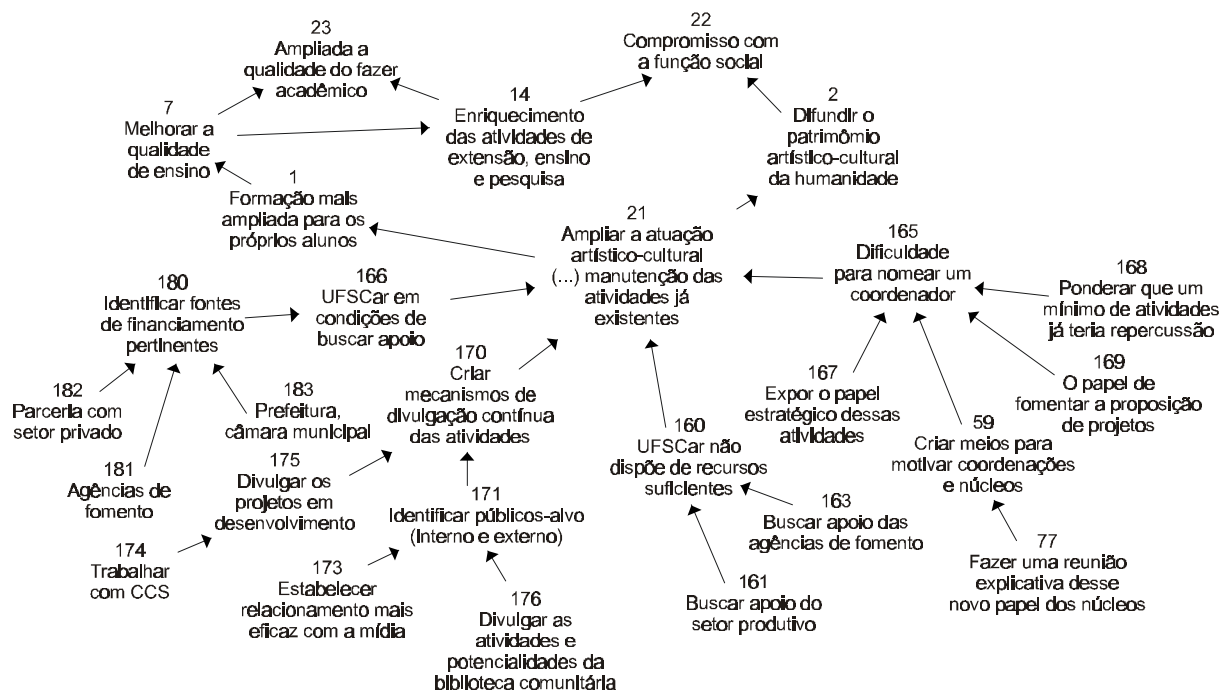 23
Ampliada a
qualidade do fazer
acadêmico
22
Compromisso com
a função social
7
Melhorar a
qualidade
de ensino
14
Enriquecimento
das atividades de
extensão, ensino
e pesquisa
2
Difundir o
patrimômio
artístico-cultural
da humanidade
1
Formação mais
ampliada para os
próprios alunos
21
Ampliar a atuação
artístico-cultural
(...) manutenção das
atividades já
existentes
165
Dificuldade
para nomear um
coordenador
168
Ponderar que um
mínimo de atividades
já teria repercussão
180
Identificar fontes
de financiamento
pertinentes
166
UFSCar em
condições de
buscar apoio
170
Criar
mecanismos de
divulgação contínua
das atividades
167
Expor o papel
estratégico dessas
atividades
169
O papel de
fomentar a proposição
de projetos
182
Parceria com
setor privado
183
Prefeitura,
câmara municipal
160
UFSCar não
dispõe de recursos
suficientes
59
Criar meios para
motivar coordenações
e núcleos
181
Agências de
fomento
175
Divulgar os
projetos em
desenvolvimento
171
Identificar públicos-alvo
(Interno e externo)
163
Buscar apoio das
agências de fomento
174
Trabalhar
com CCS
173
Estabelecer
relacionamento mais
eficaz com a mídia
176
Divulgar as
atividades e
potencialidades da
biblioteca comunitária
161
Buscar apoio do
setor produtivo
77
Fazer uma reunião
explicativa desse
novo papel dos núcleos